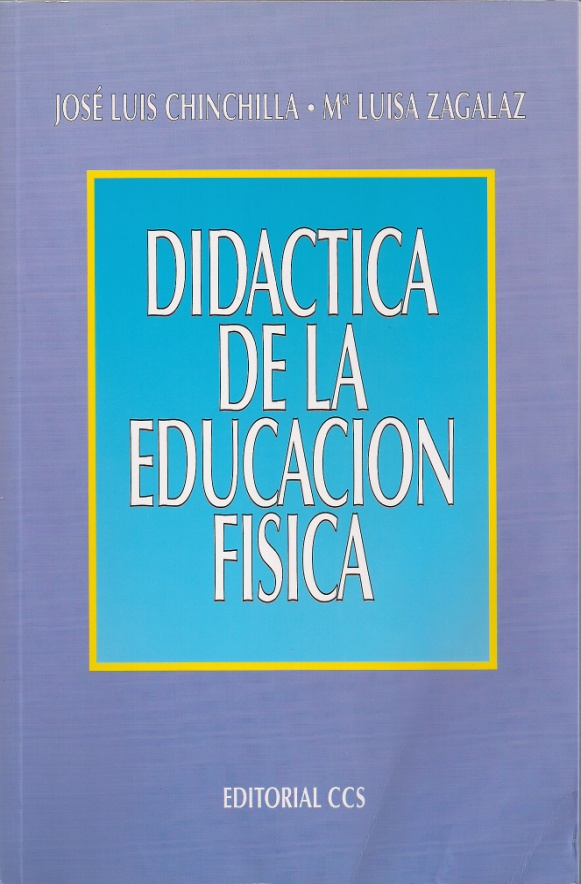 JOSÉ LUIS CHINCHILLA • Mª LUISA ZAGALAZ
DIDACTICA
DE LA
EDUCACION
FISICA
EDITORIAL CCS